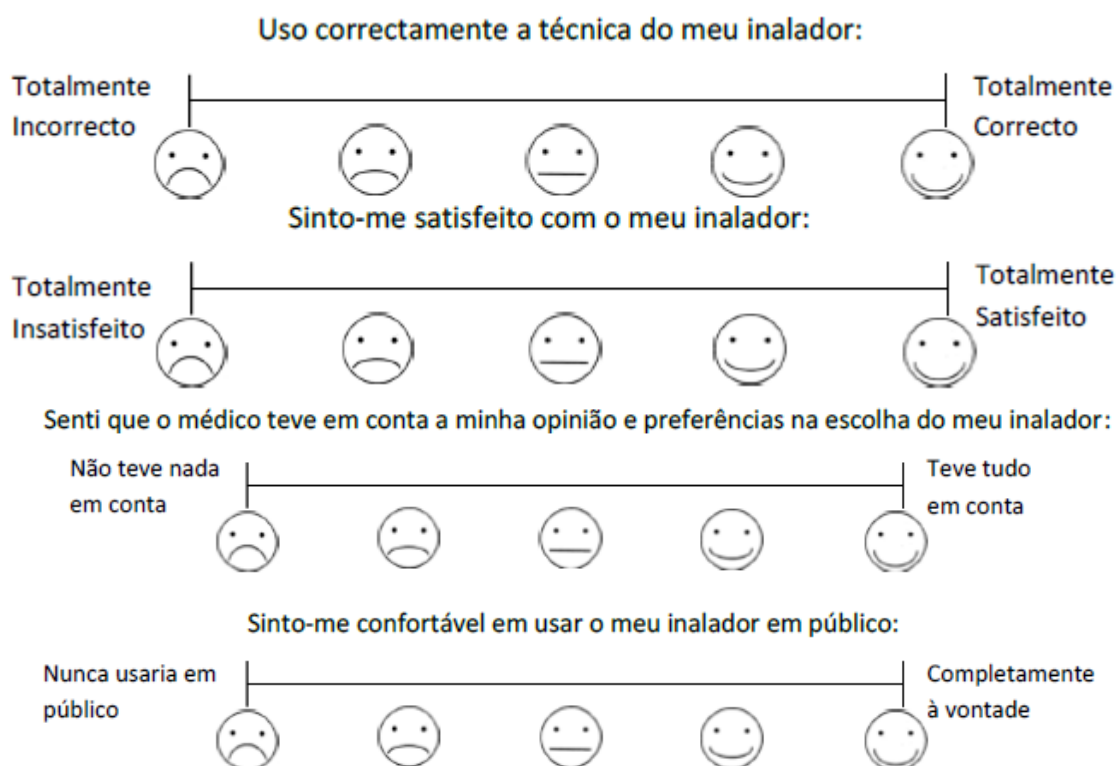 Uso correctamente a técnica do meu inalador:
Totalmente
Incorrecto
Totalmente
Correcto
Sinto-me satisfeito com o meu inalador:
Totalmente
Insatisfeito
Totalmente
Satisfeito
Senti que o médico teve em conta a minha opinião e preferências na escolha do meu inalador:
Não teve nada
em conta
Teve tudo
em conta
Sinto-me confortável em usar o meu inalador em público:
Nunca usaria em
público
Completamente
à vontade